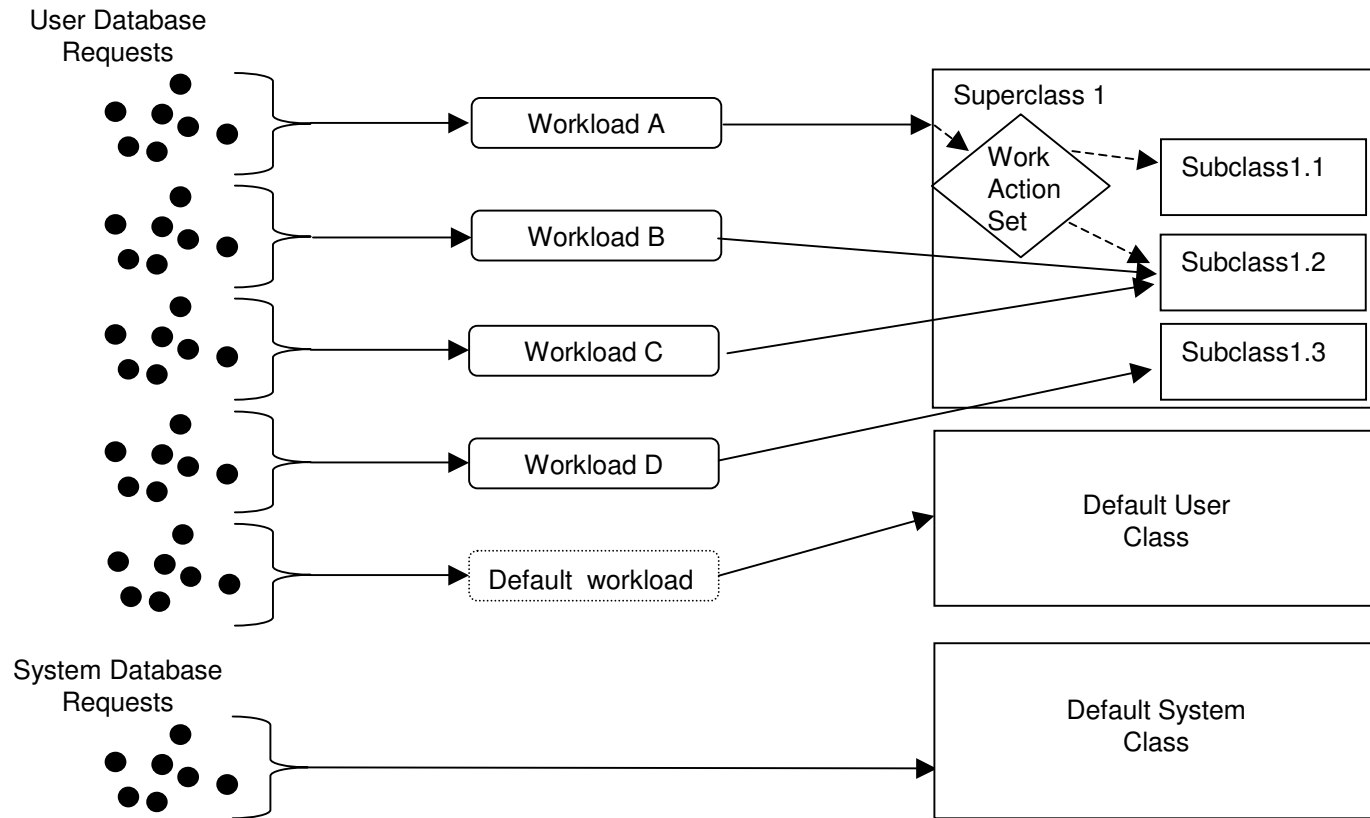 User Database
Requests
Workload A
Superclass 1
Work
Action
Set
Subclass1.1
Workload B
Subclass1.2
Workload C
Subclass1.3
Workload D
Default User
Class
Default workload
System Database
Requests
Default System
Class